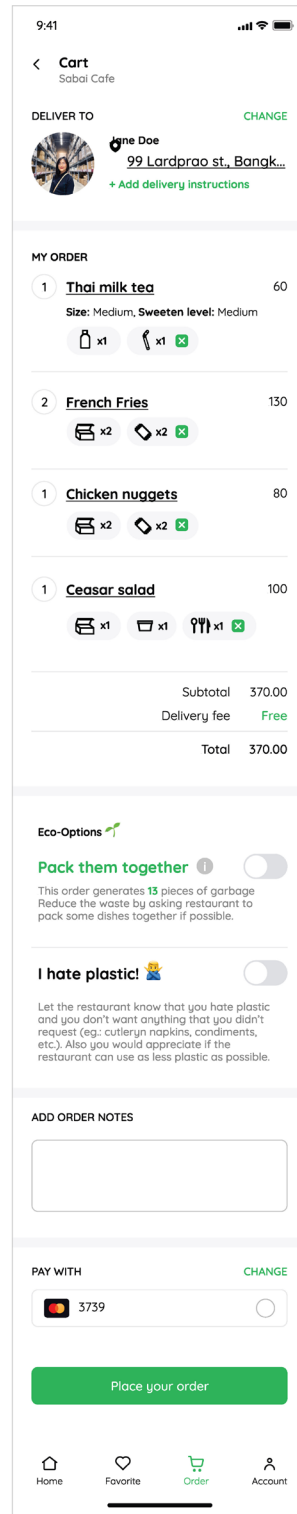 9:41
Cart
Sabai Cafe
DELIVER TO CHANGE
Jane Doe
99 Lardprao st., Bangk...
+ Add delivery instructions
MY ORDER
1 Thai milk tea 60
Size: Medium, Sweeten level: Medium
x1 x1
2 French Fries 130
x2 x2
1 Chicken nuggets 80
x2 x2
1 Ceasar salad 100
x1 x1 x1
Subtotal 370.00
Delivery fee Free
Total 370.00
Eco-Options
Pack them together
This order generates 13 pieces of garbage
Reduce the waste by asking restaurant to
pack some dishes together if possible.
I hate plastic!
Let the restaurant know that you hate plastic
and you don't want anything that you didn't
request (eg.: cutleryn napkins, condiments,
etc.). Also you would appreciate if the
restaurant can use as less plastic as possible.
ADD ORDER NOTES
PAY WITH CHANGE
3739
Place your order
Home Favorite Order Account